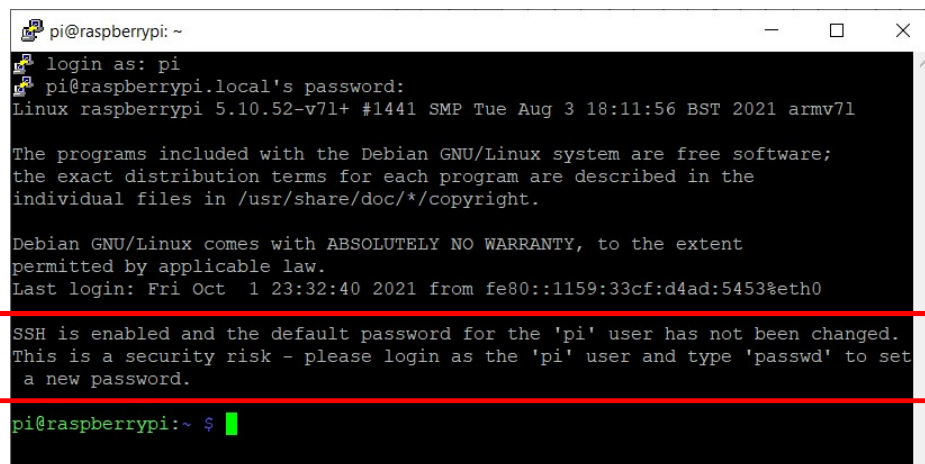 pi@raspberrypi: ~
login as: pi
pi@raspberrypi.local's password:
Linux raspberrypi 5.10.52-v7l+ #1441 SMP Tue Aug 3 18:11:56 BST 2021 armv7l
The programs included with the Debian GNU/Linux system are free software;
the exact distribution terms for each program are described in the
individual files in /usr/share/doc/*/copyright.
Debian GNU/Linux comes with ABSOLUTELY NO WARRANTY, to the extent
permitted by applicable law.
Last login: Fri Oct  1 23:32:40 2021 from fe80::1159:33cf:d4ad:5453%eth0
SSH is enabled and the default password for the 'pi' user has not been changed.
This is a security risk - please login as the 'pi' user and type 'passwd' to set
 a new password.
pi@raspberrypi:~ $